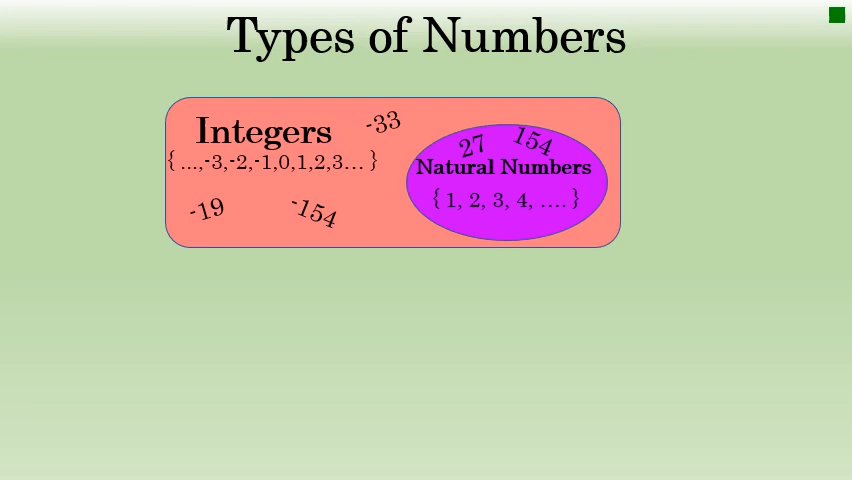 Types of Numbers
Integers
-33
{ ...,-3,-2,-1,0,1,2,3... }
-19
-154
27
154
Natural Numbers
{ 1, 2, 3, 4, .... }